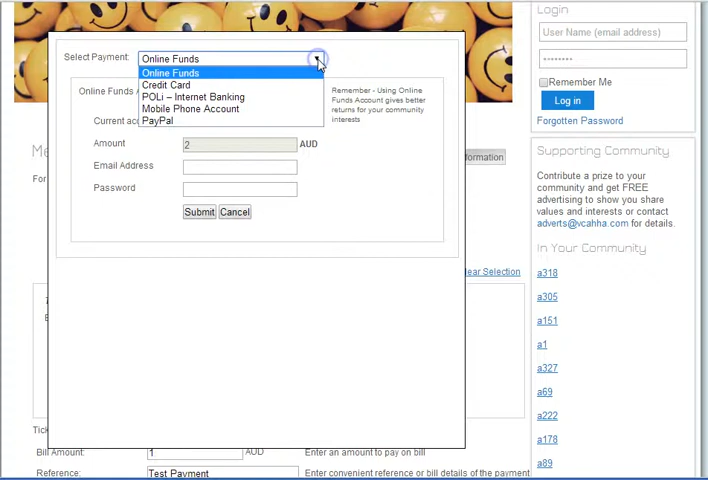 Login
User Name (email address)
Remember Me
Log in
Forgotten Password
Select Payment:
Online Funds
Online Funds
Credit Card
POLi – Internet Banking
Mobile Phone Account
PayPal
Online Funds
Remember - Using Online
Funds Account gives better
returns for your community
interests
Current
Amount
2
AUD
Email Address
Password
Submit
Cancel
For
Supporting Community
Contribute a prize to your
community and get FREE
advertising to show you share
values and interests or contact
adverts@vcahha.com for details.
In Your Community
a318
a305
a151
a1
a327
a69
a222
a178
a89
Selection
Bill Amount:
1
AUD
Enter an amount to pay on bill
Reference:
Test Payment
Enter convenient reference or bill details of the payment